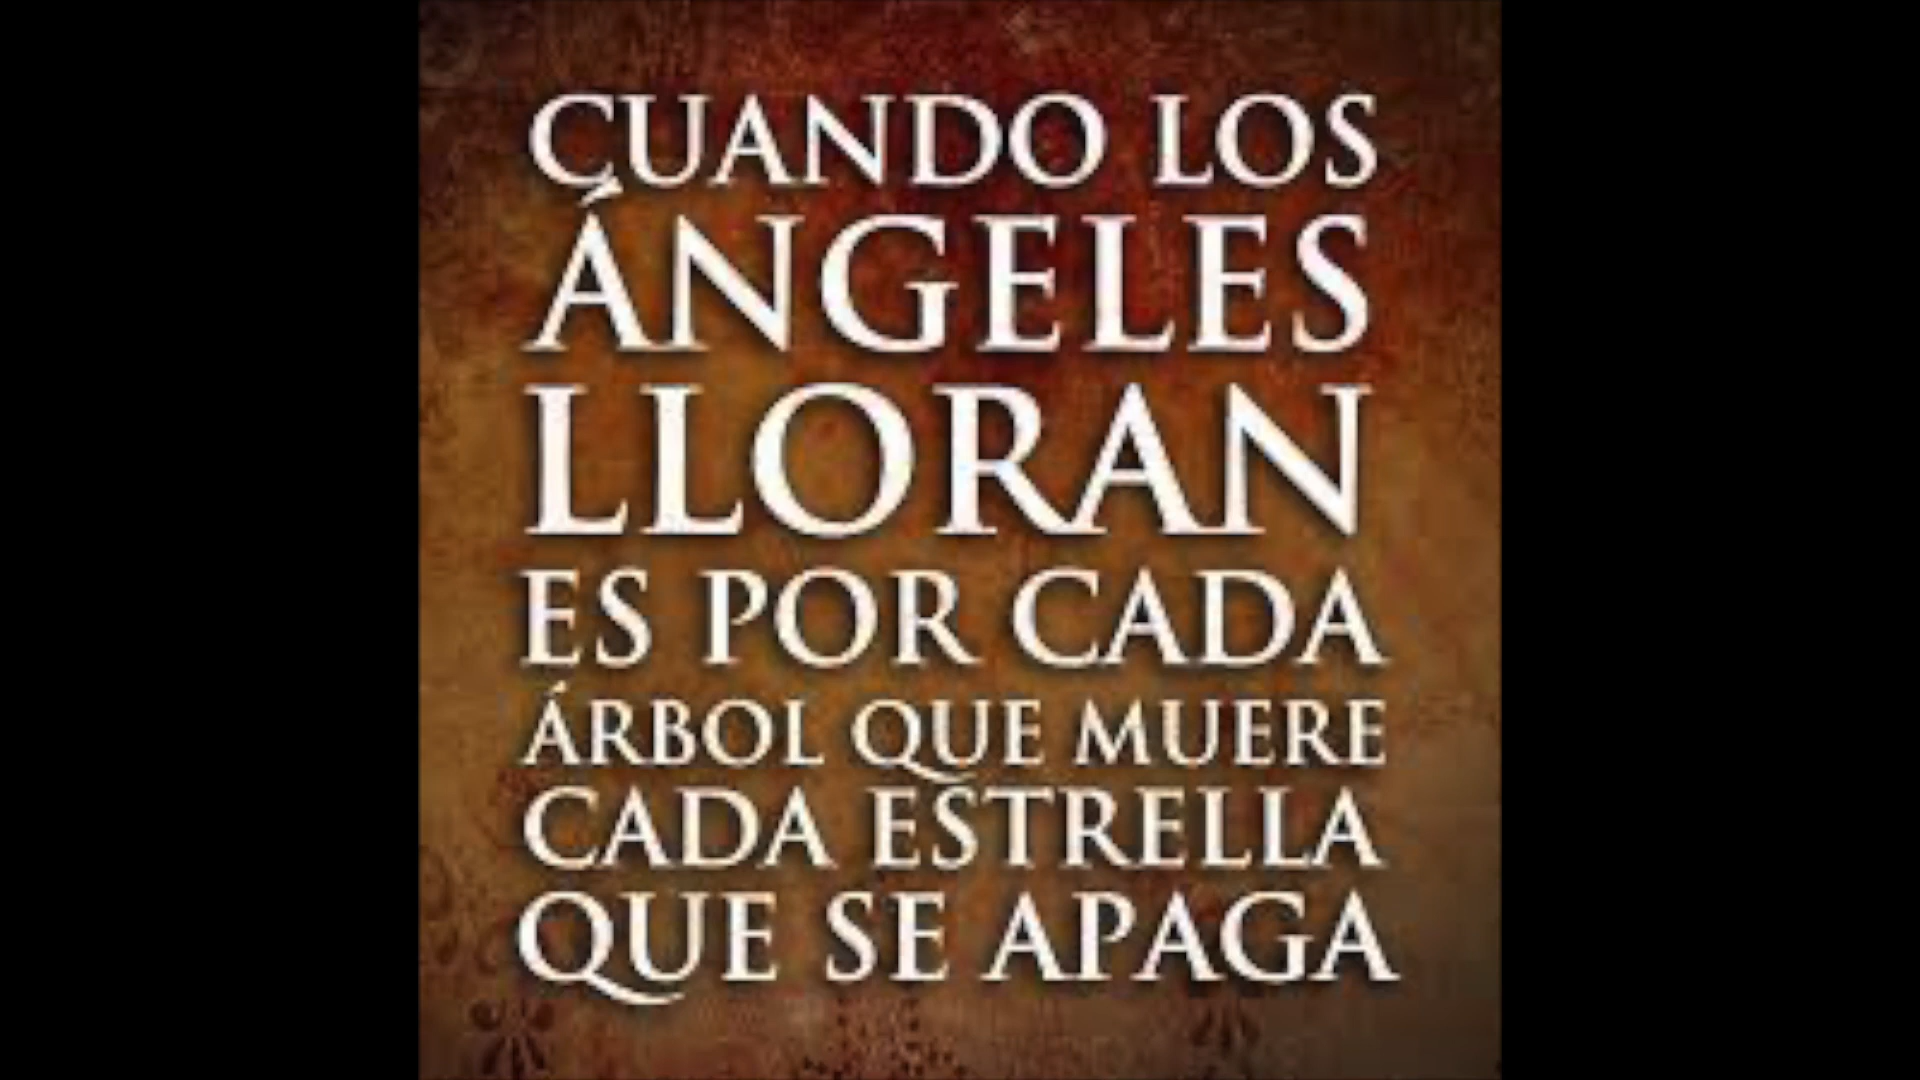 CUANDO LOS
ÁNGELES
LLORAN
ES POR CADA
ÁRBOL QUE MUERE
CADA ESTRELLA
QUE SE APAGA